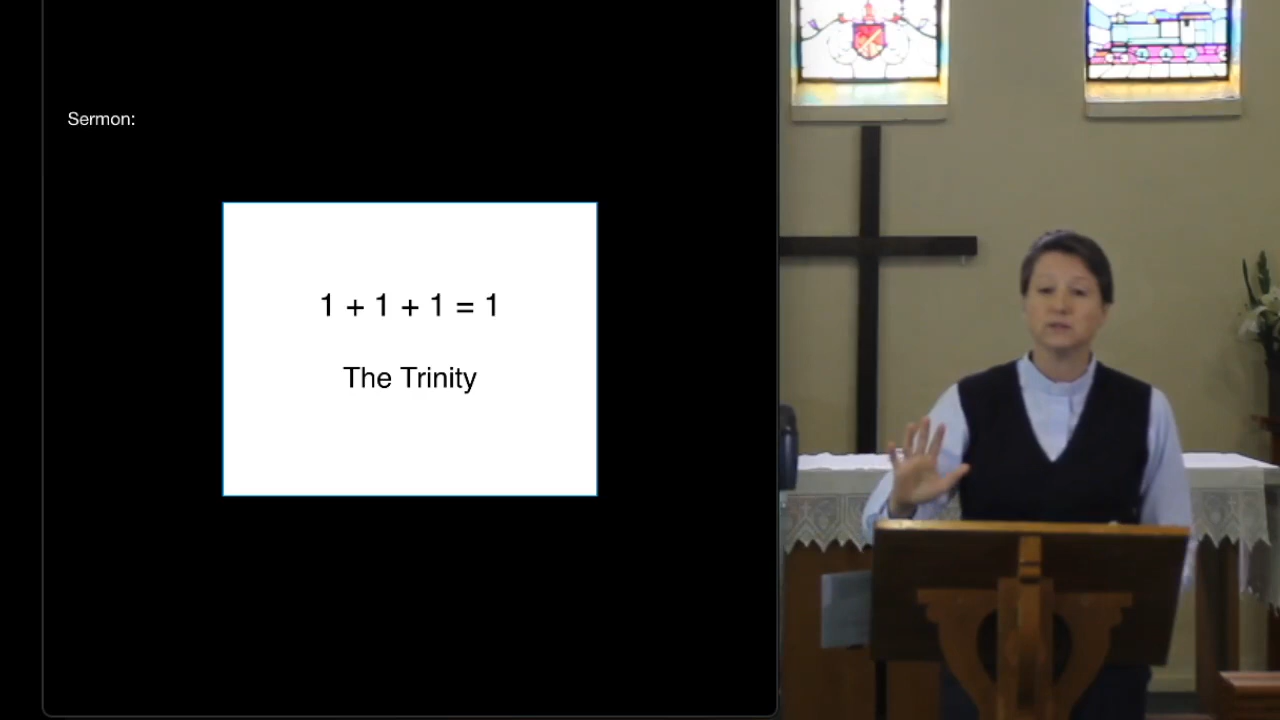 Sermon:
1 + 1 + 1 = 1
The Trinity